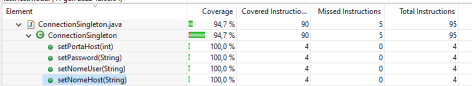 Element Coverage Covered Instructio... Missed Instructions Total Instructions
ConnectionSingleton.java 94,7 % 90 5 95
ConnectionSingleton 94,7 % 90 5 95
setPortaHost(int) 100,0 % 4 0 4
setPassword(String) 100,0 % 4 0 4
setNomeUser(String) 100,0 % 4 0 4
setNomeHost(String) 100,0 % 4 0 4